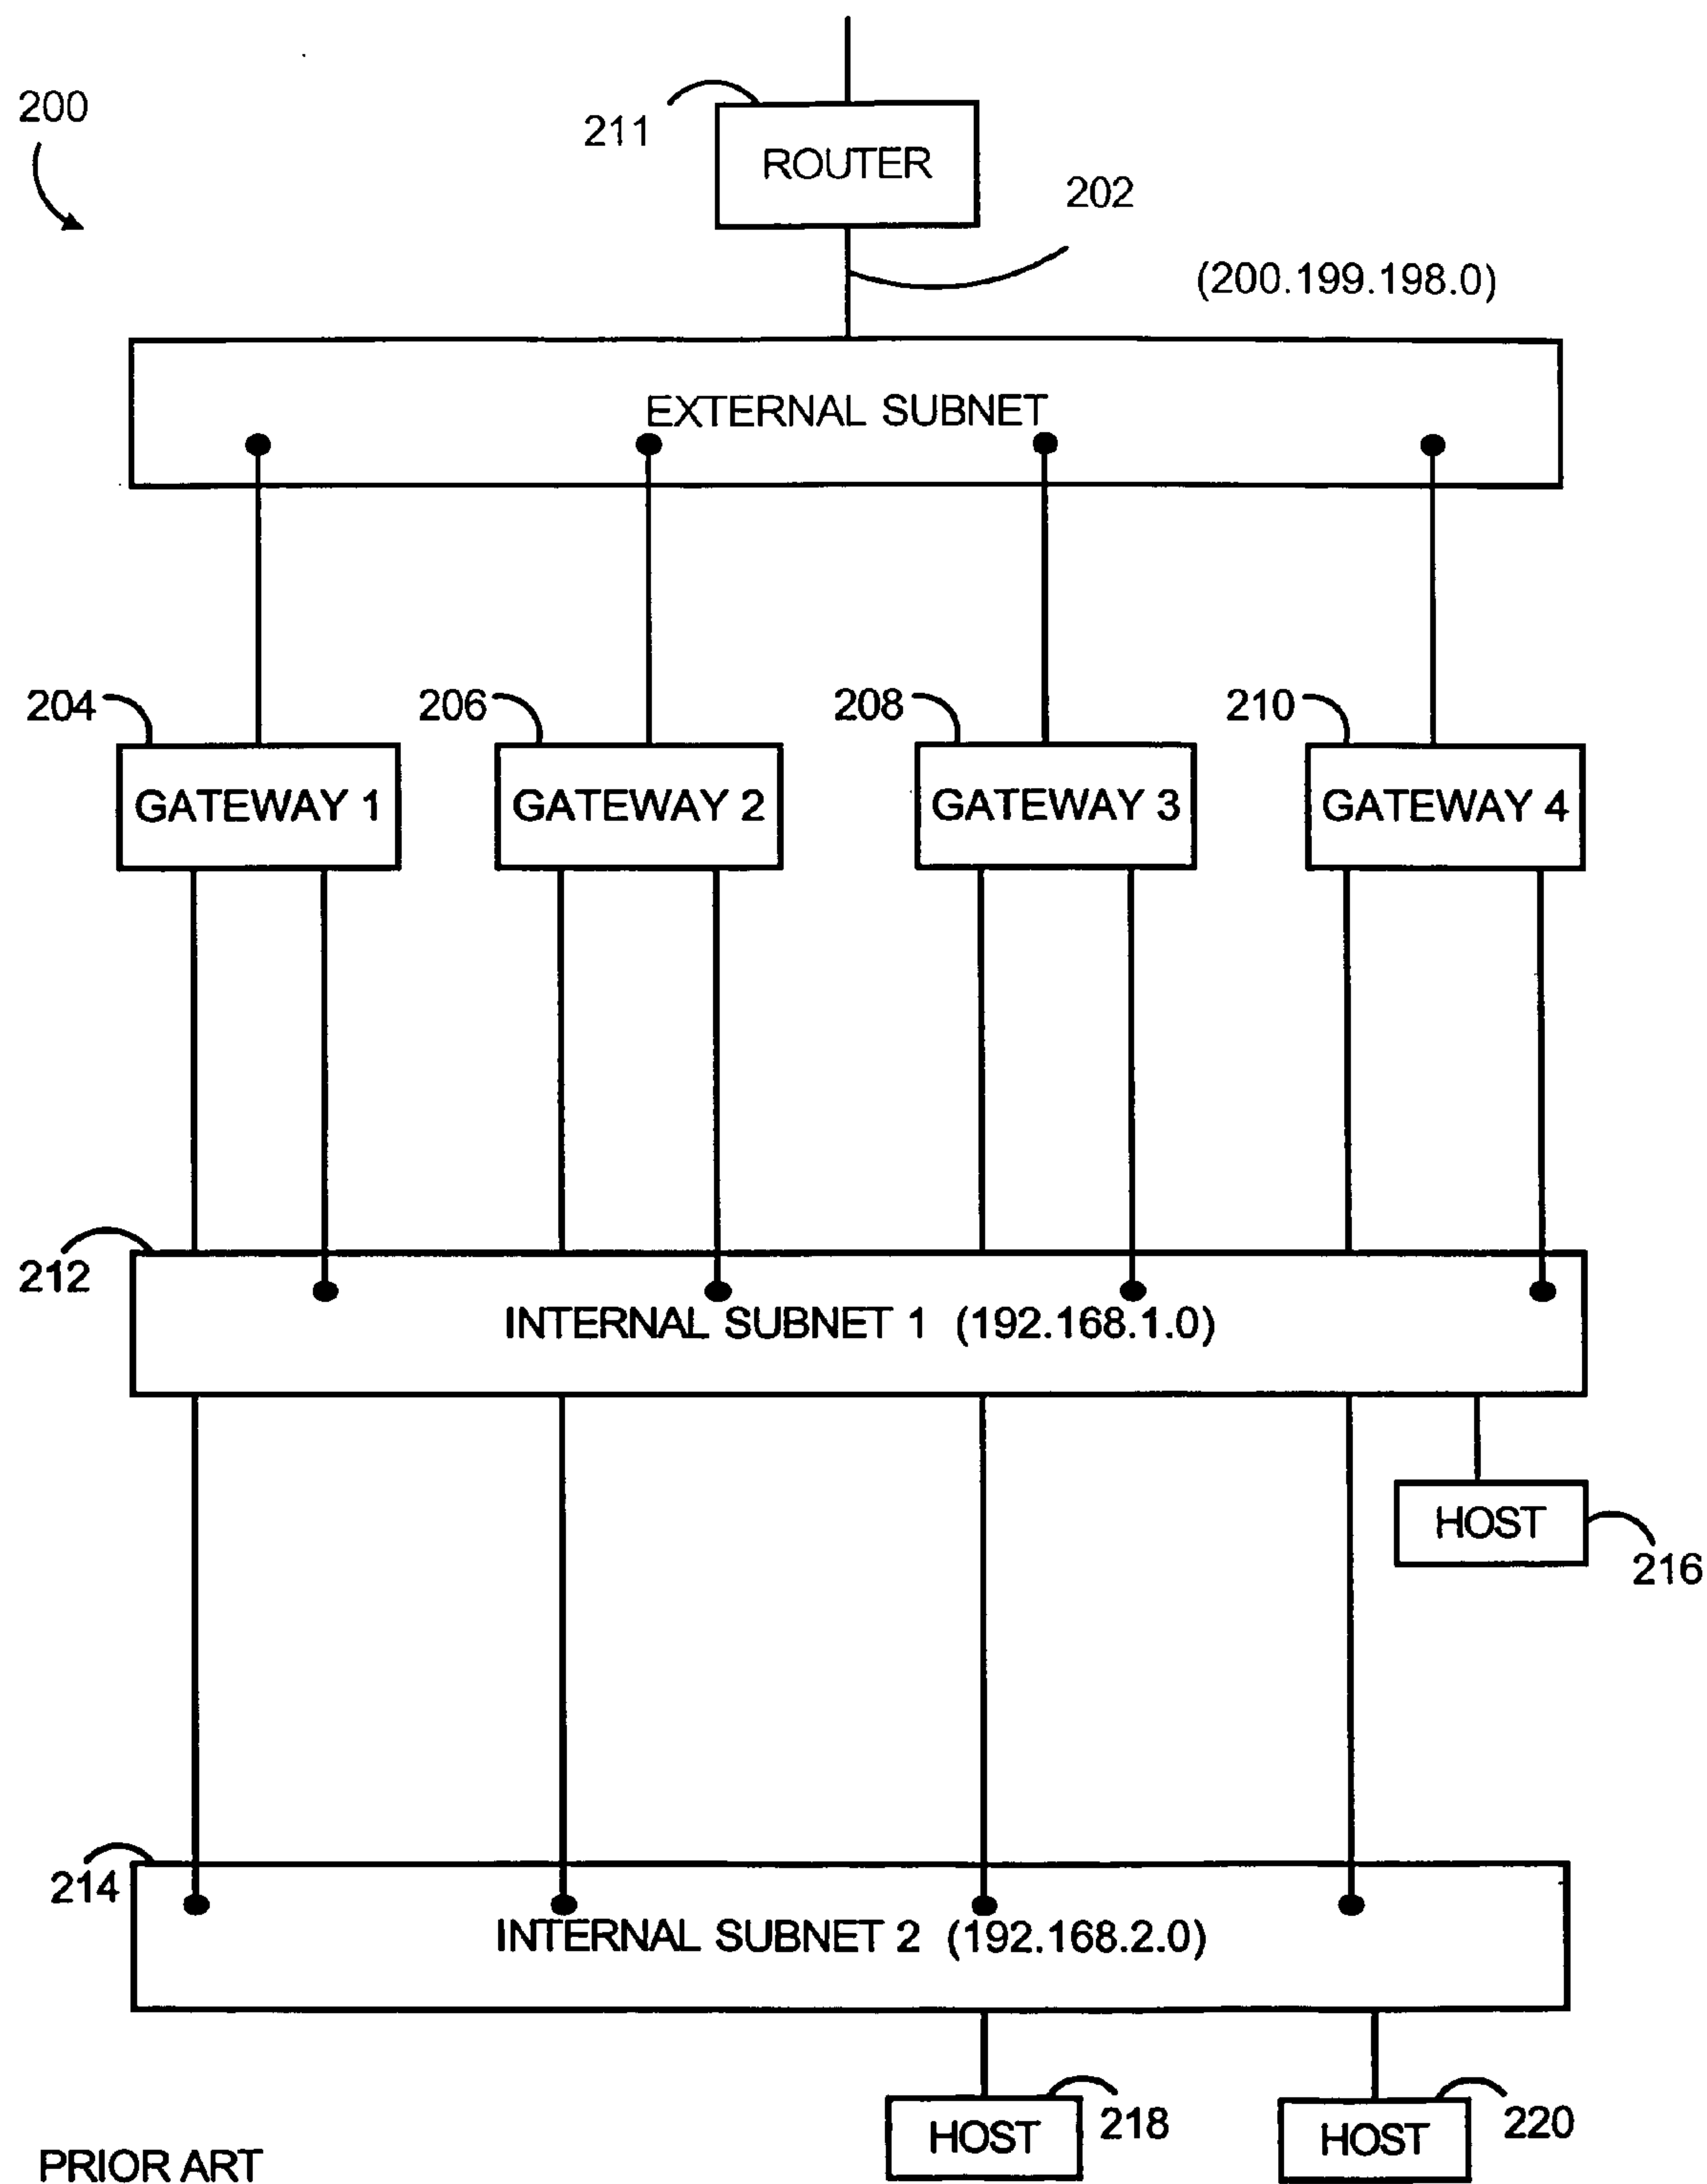 200
211
ROUTER
202
(200.199.198.0)
EXTERNAL SUBNET
204
206
208
210
GATEWAY 1
GATEWAY 2
GATEWAY 3
GATEWAY 4
212
INTERNAL SUBNET 1 (192.168.1.0)
HOST
216
214
INTERNAL SUBNET 2 (192.168.2.0)
HOST
218
HOST
220
PRIOR ART